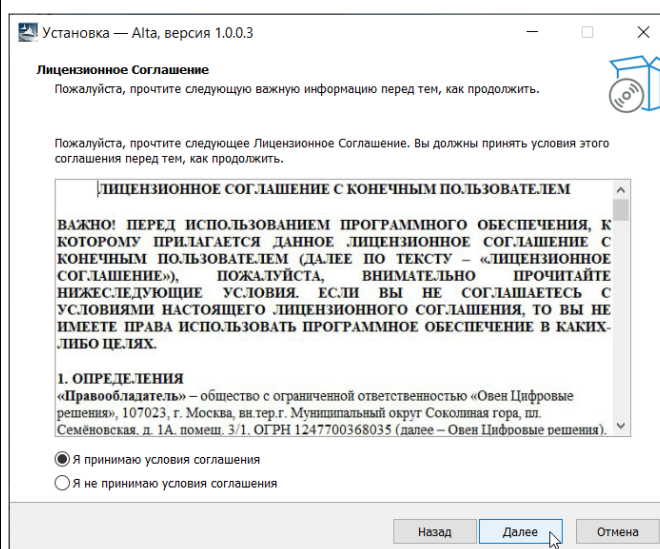 Установка — Alta, версия 1.0.0.3
Лицензионное Соглашение
Пожалуйста, прочтите следующую важную информацию перед тем, как продолжить.
Пожалуйста, прочтите следующее Лицензионное Соглашение. Вы должны принять условия этого
соглашения перед тем, как продолжить.
ЛИЦЕНЗИОННОЕ СОГЛАШЕНИЕ С КОНЕЧНЫМ ПОЛЬЗОВАТЕЛЕМ
ВАЖНО! ПЕРЕД ИСПОЛЬЗОВАНИЕМ ПРОГРАММНОГО ОБЕСПЕЧЕНИЯ, К
КОТОРОМУ ПРИЛАГАЕТСЯ ДАННОЕ ЛИЦЕНЗИОННОЕ СОГЛАШЕНИЕ С
КОНЕЧНЫМ ПОЛЬЗОВАТЕЛЕМ (ДАЛЕЕ ПО ТЕКСТУ – «ЛИЦЕНЗИОННОЕ
СОГЛАШЕНИЕ»), ПОЖАЛУЙСТА, ВНИМАТЕЛЬНО ПРОЧИТАЙТЕ
НИЖЕСЛЕДУЮЩИЕ УСЛОВИЯ. ЕСЛИ ВЫ НЕ СОГЛАШАЕТЕСЬ С
УСЛОВИЯМИ НАСТОЯЩЕГО ЛИЦЕНЗИОННОГО СОГЛАШЕНИЯ, ТО ВЫ НЕ
ИМЕЕТЕ ПРАВА ИСПОЛЬЗОВАТЬ ПРОГРАММНОЕ ОБЕСПЕЧЕНИЕ В КАКИХ-
ЛИБО ЦЕЛЯХ.
1. ОПРЕДЕЛЕНИЯ
«Правообладатель» – общество с ограниченной ответственностью «Овен Цифровые
решения», 107023, г. Москва, вн.тер.г. Муниципальный округ Соколиная гора, пл.
Семёновская, д. 1А, помещ. 3/1, ОГРН 1247700368035 (далее – Овен Цифровые решения).
Я принимаю условия соглашения
Я не принимаю условия соглашения
Назад Далее Отмена